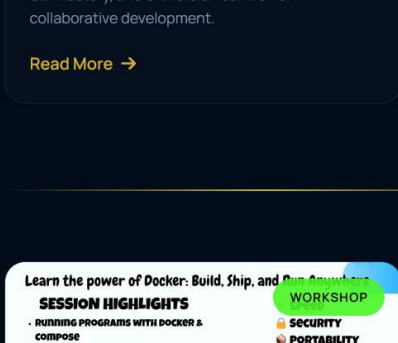 collaborative development.
Read More →
Learn the power of Docker: Build, Ship, and Run Anywhere
WORKSHOP
SESSION HIGHLIGHTS
SPEED
• RUNNING PROGRAMS WITH DOCKER &
COMPOSE
SECURITY
PORTABILITY